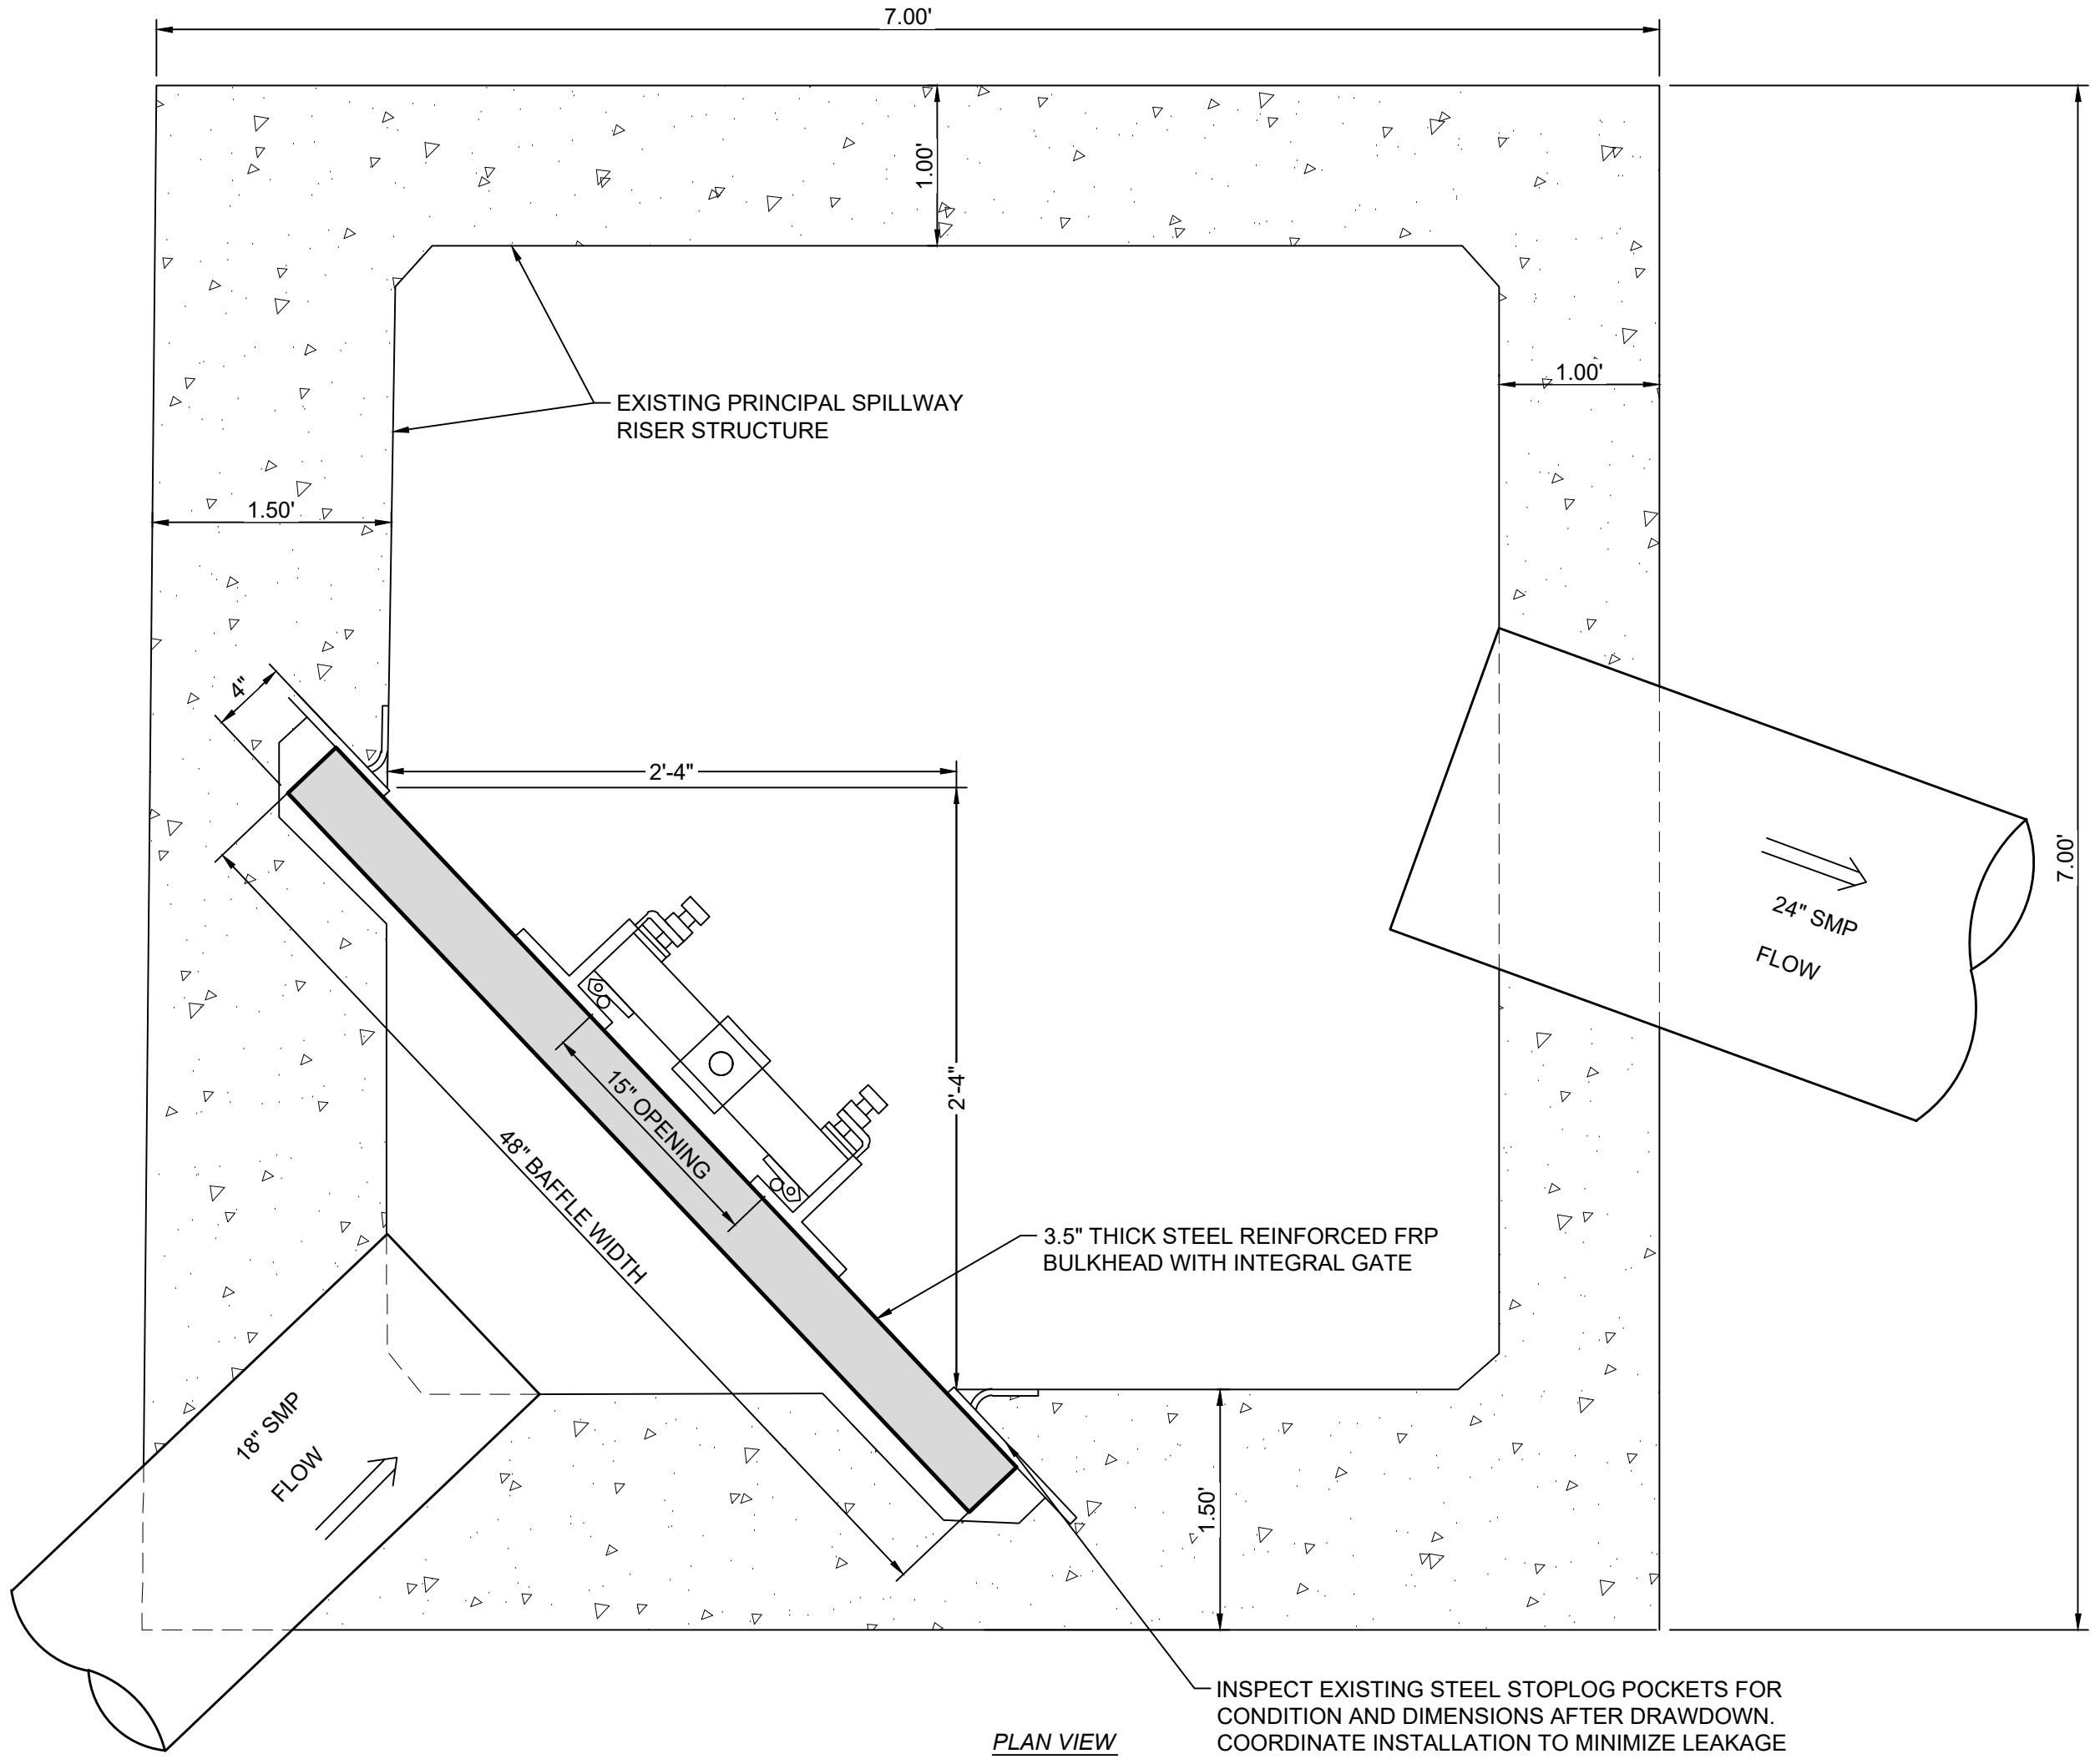 7.00'
1.00'
1.00'
EXISTING PRINCIPAL SPILLWAY
RISER STRUCTURE
1.50'
4"
2'-4"
7.00'
24" SMP
FLOW
2'-4"
15" OPENING
48" BAFFLE WIDTH
3.5" THICK STEEL REINFORCED FRP
BULKHEAD WITH INTEGRAL GATE
18" SMP
FLOW
1.50'
INSPECT EXISTING STEEL STOPLOG POCKETS FOR
CONDITION AND DIMENSIONS AFTER DRAWDOWN.
COORDINATE INSTALLATION TO MINIMIZE LEAKAGE
PLAN VIEW